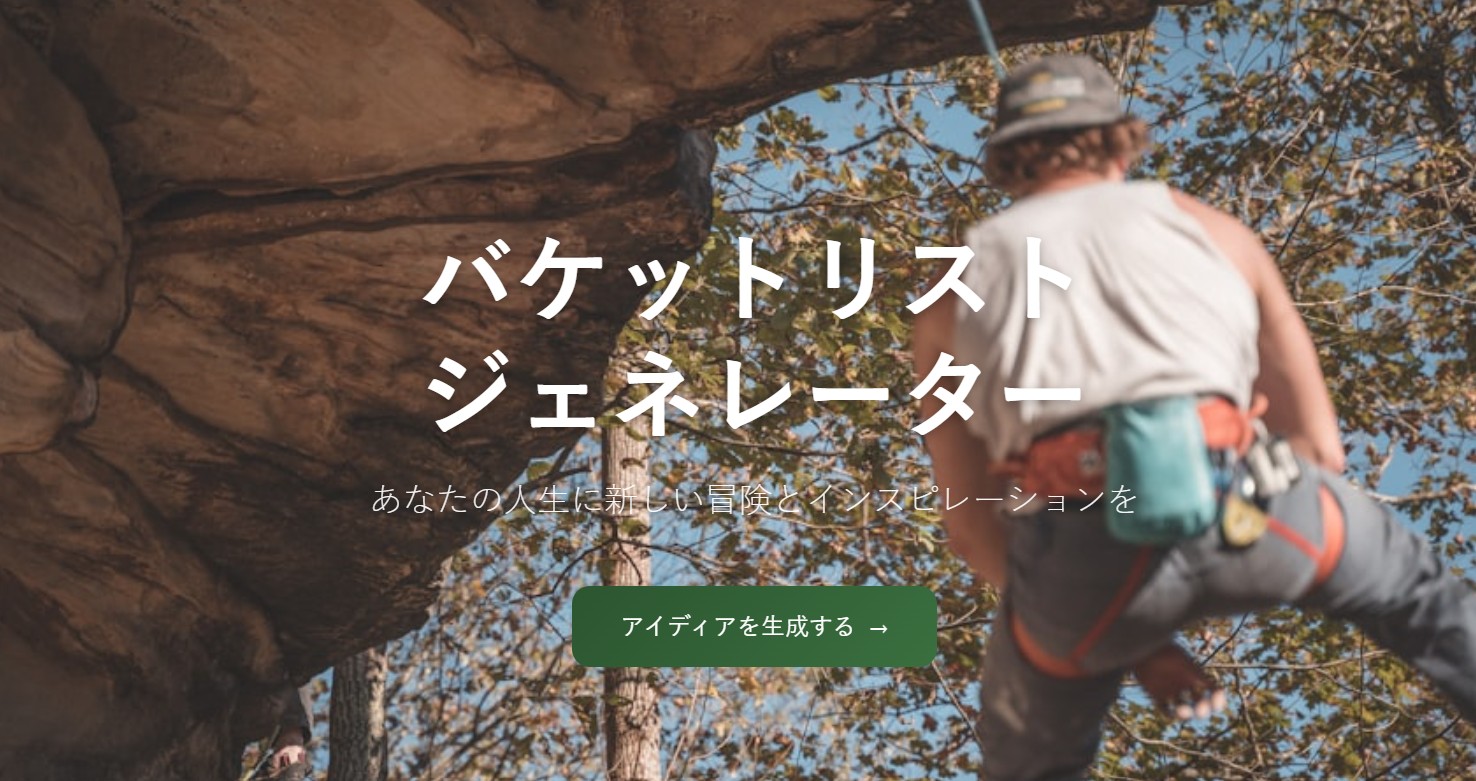 バケットリスト
ジェネレーター
あなたの人生に新しい冒険とインスピレーションを
アイディアを生成する →